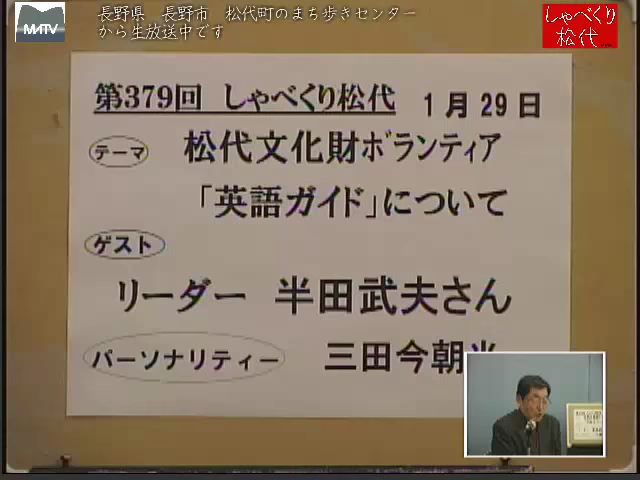 長野県 長野市 松代町のまち歩きセンター
から生放送中です
MATV
しゃべくり
松代
第379回 しゃべくり松代 1月29日
テーマ 松代文化財ボランティア
「英語ガイド」について
ゲスト
リーダー 半田武夫さん
パーソナリティー 三田今朝光